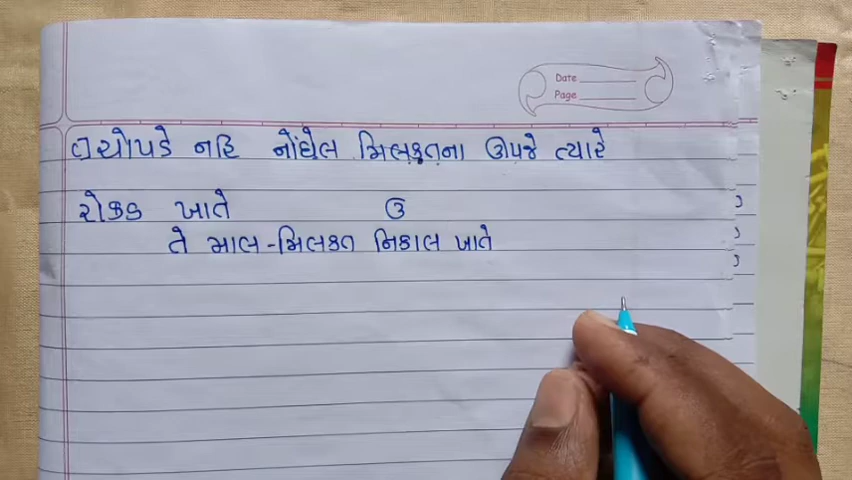 Date
Page
ચોપડે નહિ નોંધેલ મિલકતના ઊપજે ત્યારે
રોકડ ખાતે ઉ
તે માલ-મિલકત નિકાલ ખાતે